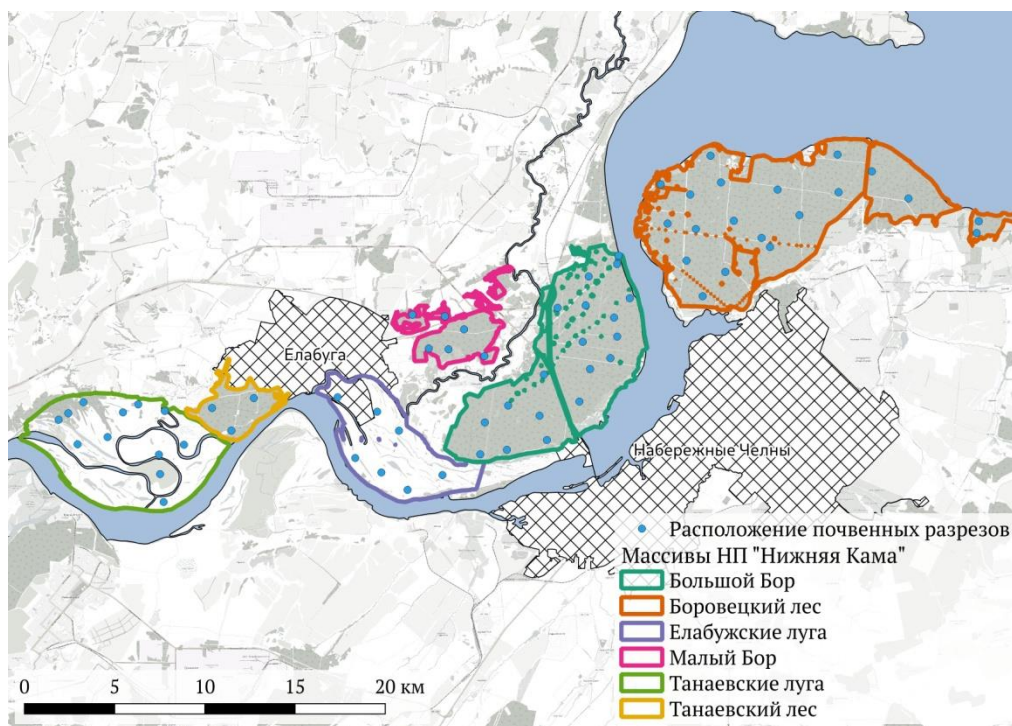 Елабуга
Набережные Челны
Расположение почвенных разрезов
Массивы НП "Нижняя Кама"
Большой Бор
Боровецкий лес
Елабужские луга
Малый Бор
Танаевские луга
Танаевский лес
0 5 10 15 20 км